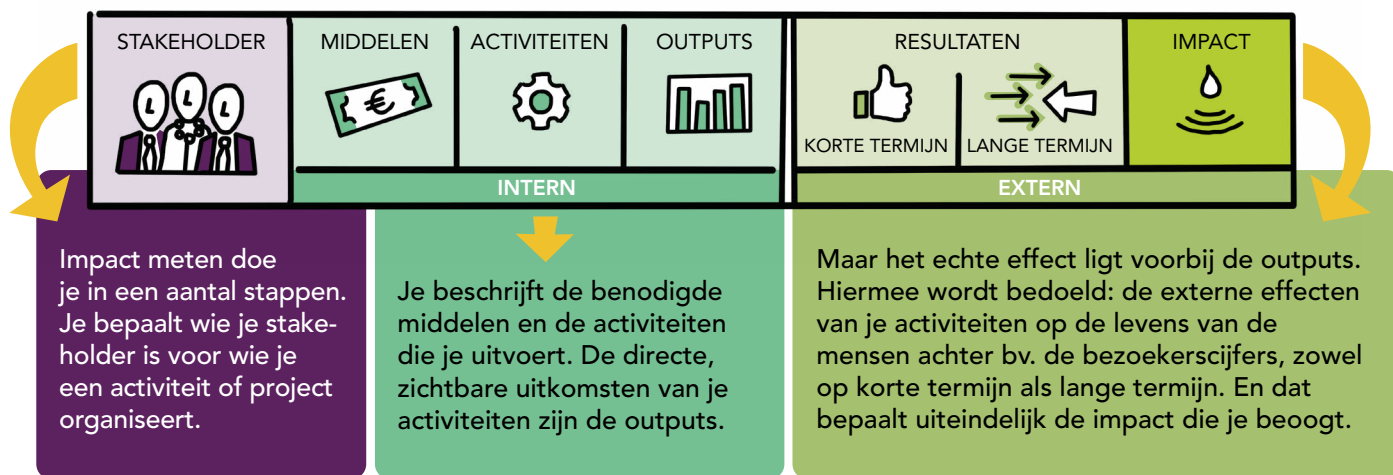 STAKEHOLDER
MIDDELEN
ACTIVITEITEN
OUTPUTS
RESULTATEN
IMPACT
L L L
€
KORTE TERMIJN
LANGE TERMIJN
INTERN
EXTERN
Impact meten doe
je in een aantal stappen.
Je bepaalt wie je stake-
holder is voor wie je
een activiteit of project
organiseert.
Je beschrijft de benodigde
middelen en de activiteiten
die je uitvoert. De directe,
zichtbare uitkomsten van je
activiteiten zijn de outputs.
Maar het echte effect ligt voorbij de outputs.
Hiermee wordt bedoeld: de externe effecten
van je activiteiten op de levens van de
mensen achter bv. de bezoekerscijfers, zowel
op korte termijn als lange termijn. En dat
bepaalt uiteindelijk de impact die je beoogt.